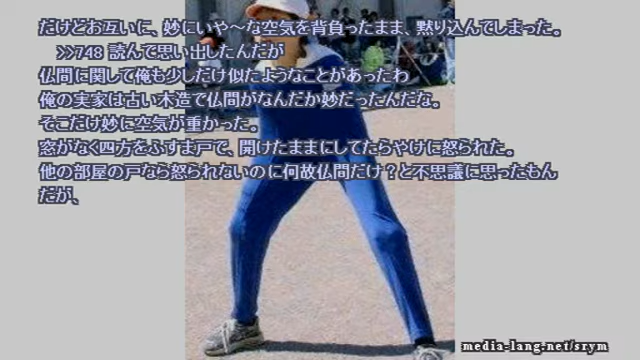 だけどお互いに、妙にいや～な空気を背負ったまま、黙り込んでしまった。
>>748 読んで思い出したんだが
仏間に関して俺も少しだけ似たようなことがあったわ
俺の実家は古い木造で仏間がなんだか妙だったんだな。
そこだけ妙に空気が重かった。
窓がなく四方をふすま戸で、開けたままにしてたらやけに怒られた。
他の部屋の戸なら怒られないのに何故仏間だけ？と不思議に思ったもん
だが、
media-lang.net/srym